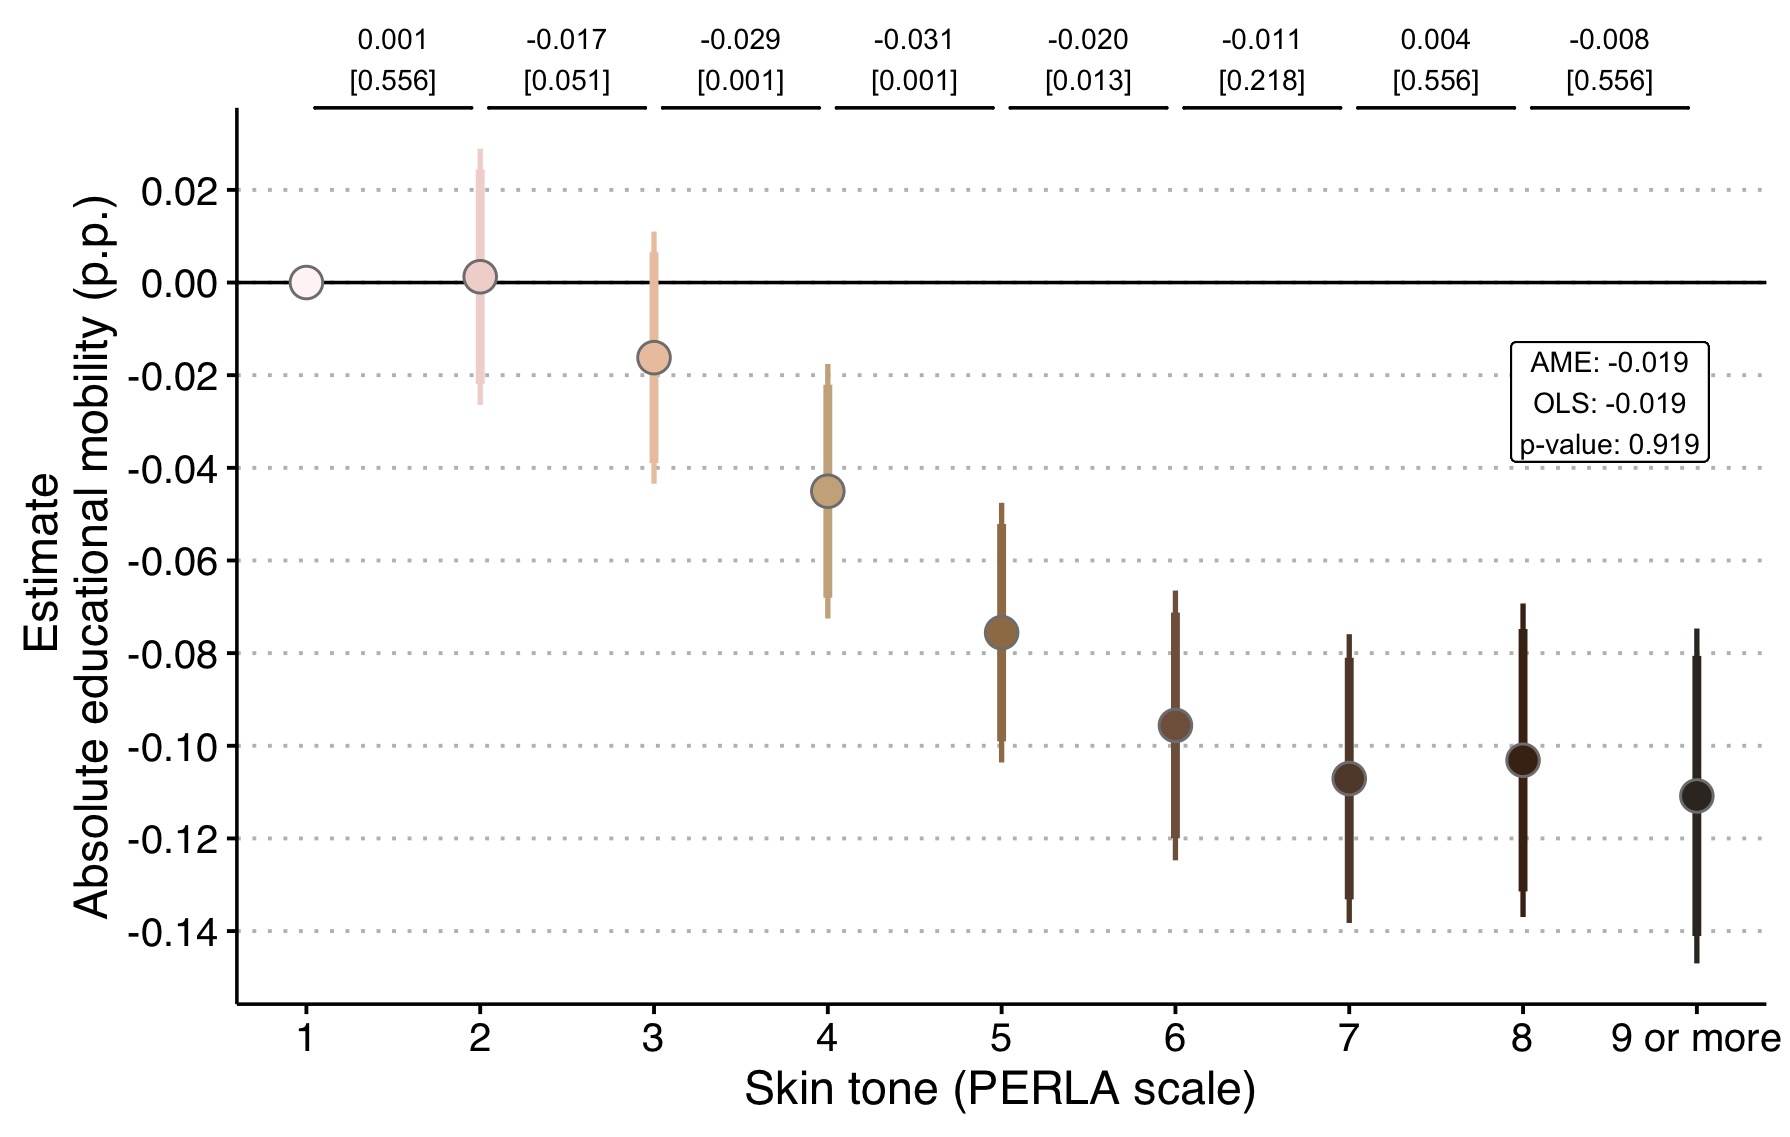 0.001 -0.017 -0.029 -0.031 -0.020 -0.011 0.004 -0.008
[0.556] [0.051] [0.001] [0.001] [0.013] [0.218] [0.556] [0.556]
Estimate
Absolute educational mobility (p.p.)
0.02
0.00
-0.02
-0.04
-0.06
-0.08
-0.10
-0.12
-0.14
AME: -0.019
OLS: -0.019
p-value: 0.919
1 2 3 4 5 6 7 8 9 or more
Skin tone (PERLA scale)